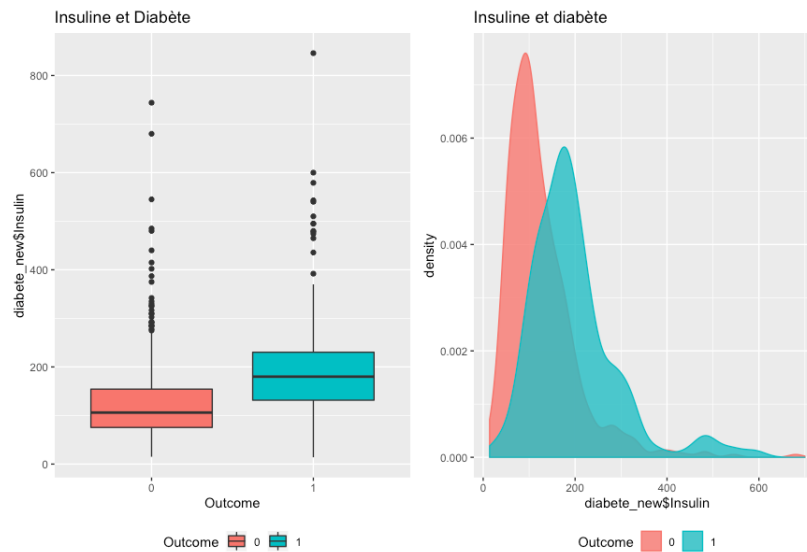 Insuline et Diabète
diabete_new$Insulin
800
600
400
200
0
0
1
Outcome
Outcome 0 1
Insuline et diabète
density
0.006
0.004
0.002
0.000
0
200
400
600
diabete_new$Insulin
Outcome 0 1